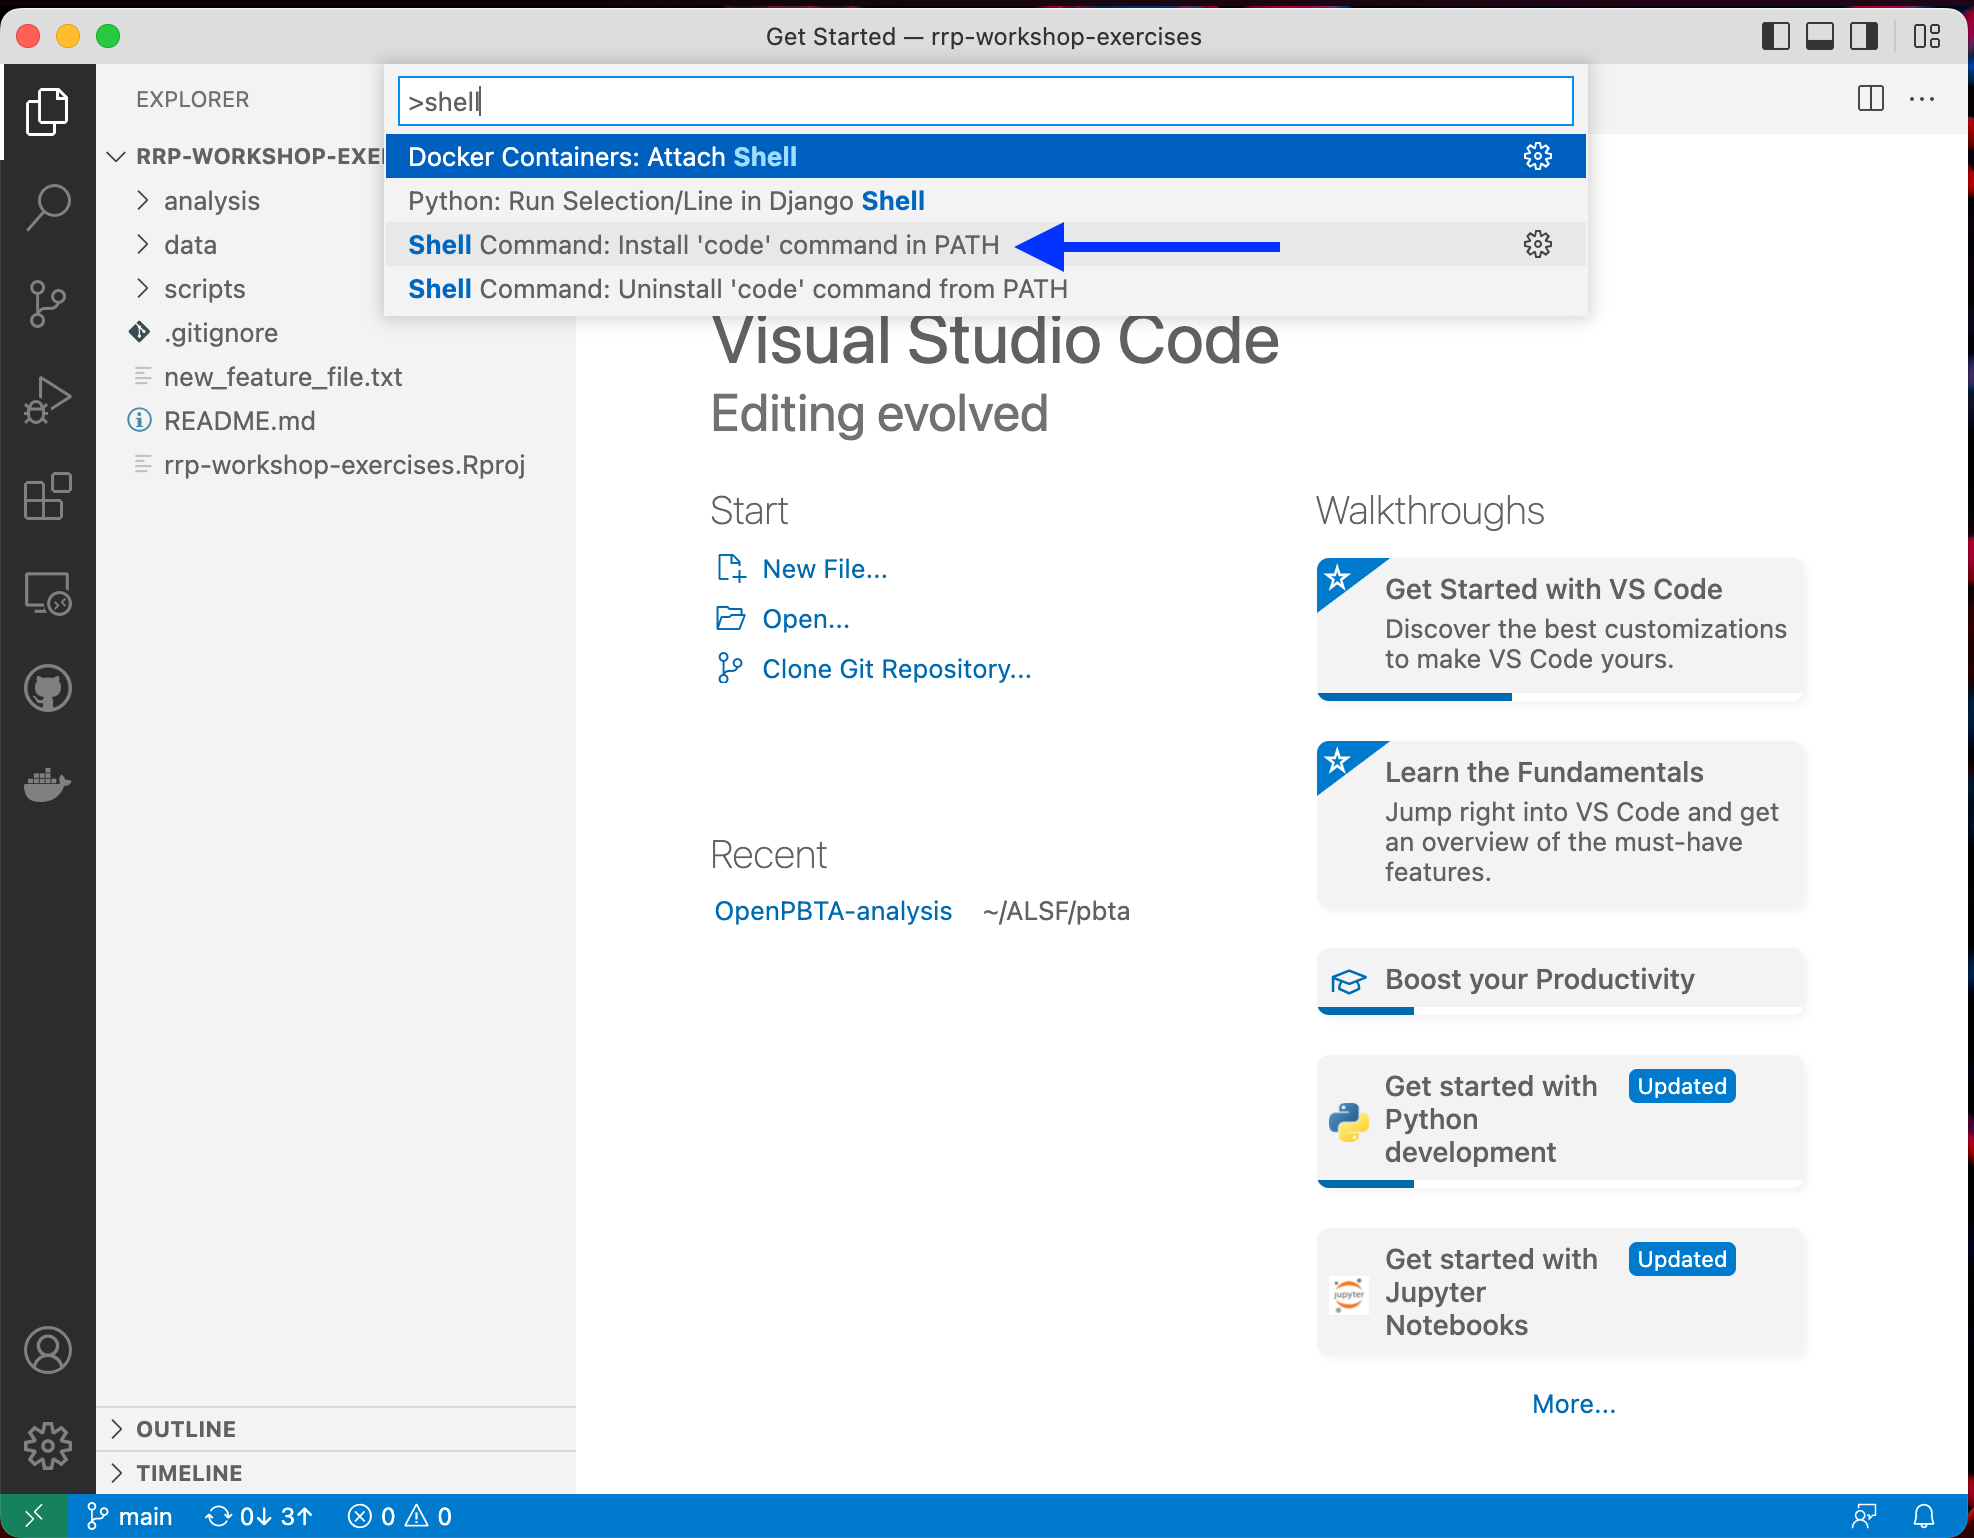 Get Started — rrp-workshop-exercises
EXPLORER
>shell
RRP-WORKSHOP-EXE
Docker Containers: Attach Shell
Python: Run Selection/Line in Django Shell
Shell Command: Install 'code' command in PATH
Shell Command: Uninstall 'code' command from PATH
analysis
data
scripts
.gitignore
new_feature_file.txt
README.md
rrp-workshop-exercises.Rproj
Visual Studio Code
Editing evolved
Start
New File...
Open...
Clone Git Repository...
Recent
OpenPBTA-analysis ~/ALSF/pbta
Walkthroughs
Get Started with VS Code
Discover the best customizations
to make VS Code yours.
Learn the Fundamentals
Jump right into VS Code and get
an overview of the must-have
features.
Boost your Productivity
Get started with Updated
Python
development
Get started with Updated
jupyter
Jupyter
Notebooks
More...
OUTLINE
TIMELINE
main 0↓ 3↑ 0 0